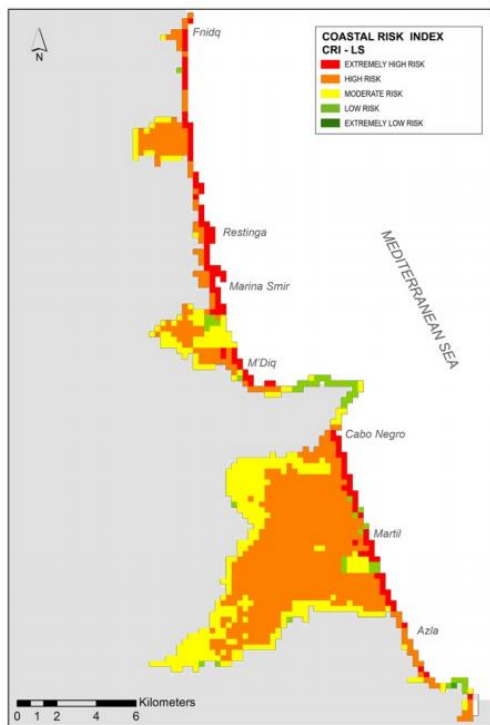 Fnidq
COASTAL RISK INDEX
CRI - LS
EXTREMELY HIGH RISK
HIGH RISK
MODERATE RISK
LOW RISK
EXTREMELY LOW RISK
N
Restinga
MEDITERRANEAN SEA
Marina Smir
M'Diq
Cabo Negro
Martil
Azla
Kilometers
0 1 2 4 6